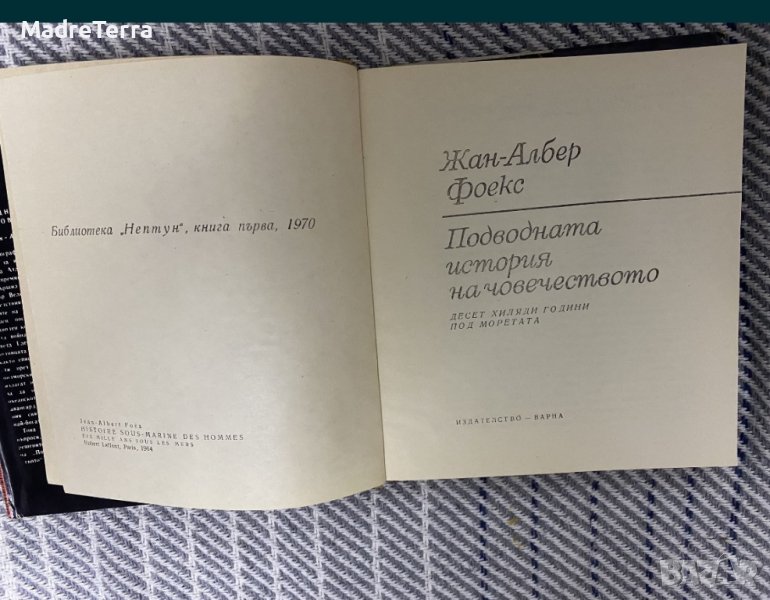 MadreTerra
Библиотека „Нептун“, книга първа, 1970
Jean-Albert Foëx
HISTOIRE SOUS-MARINE DES HOMMES
DIX MILLE ANS SOUS LES MERS
Robert Laffont, Paris, 1964
Жан-Албер
Фоекс
Подводната
история
на човечеството
ДЕСЕТ ХИЛЯДИ ГОДИНИ
ПОД МОРЕТАТА
ИЗДАТЕЛСТВО — ВАРНА